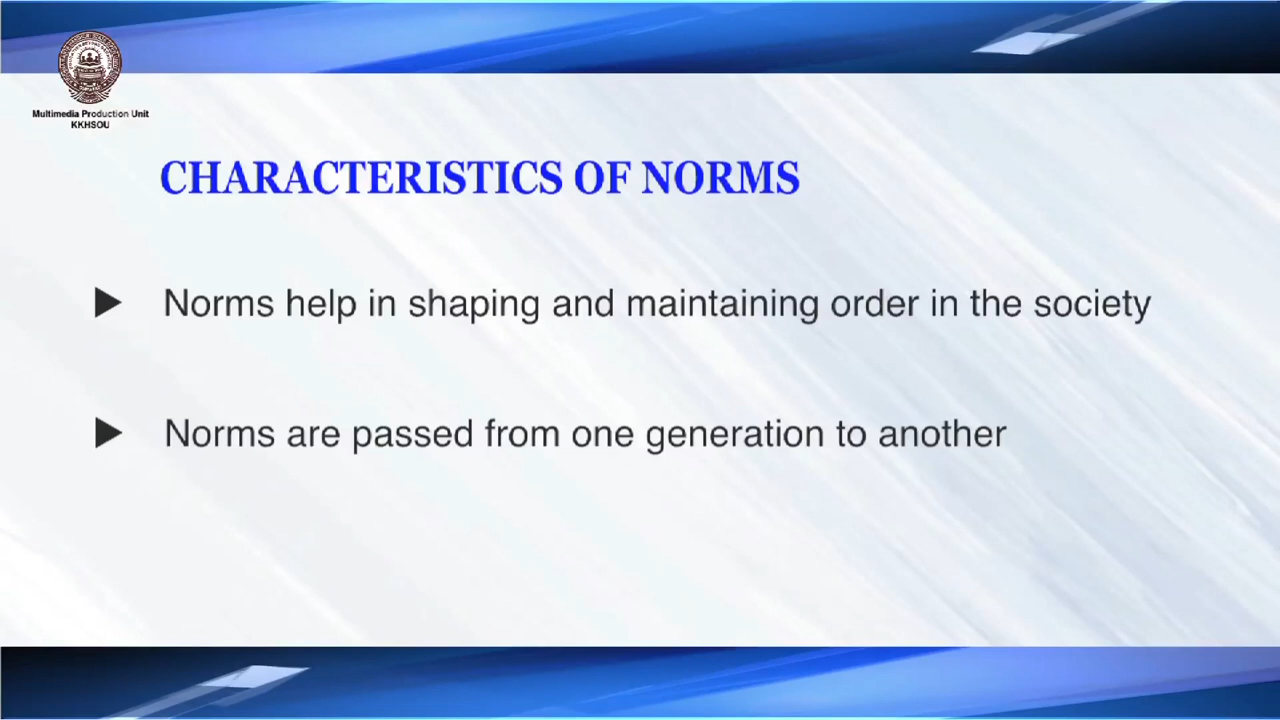 Multimedia Production Unit
KKHSOU
CHARACTERISTICS OF NORMS
Norms help in shaping and maintaining order in the society
Norms are passed from one generation to another